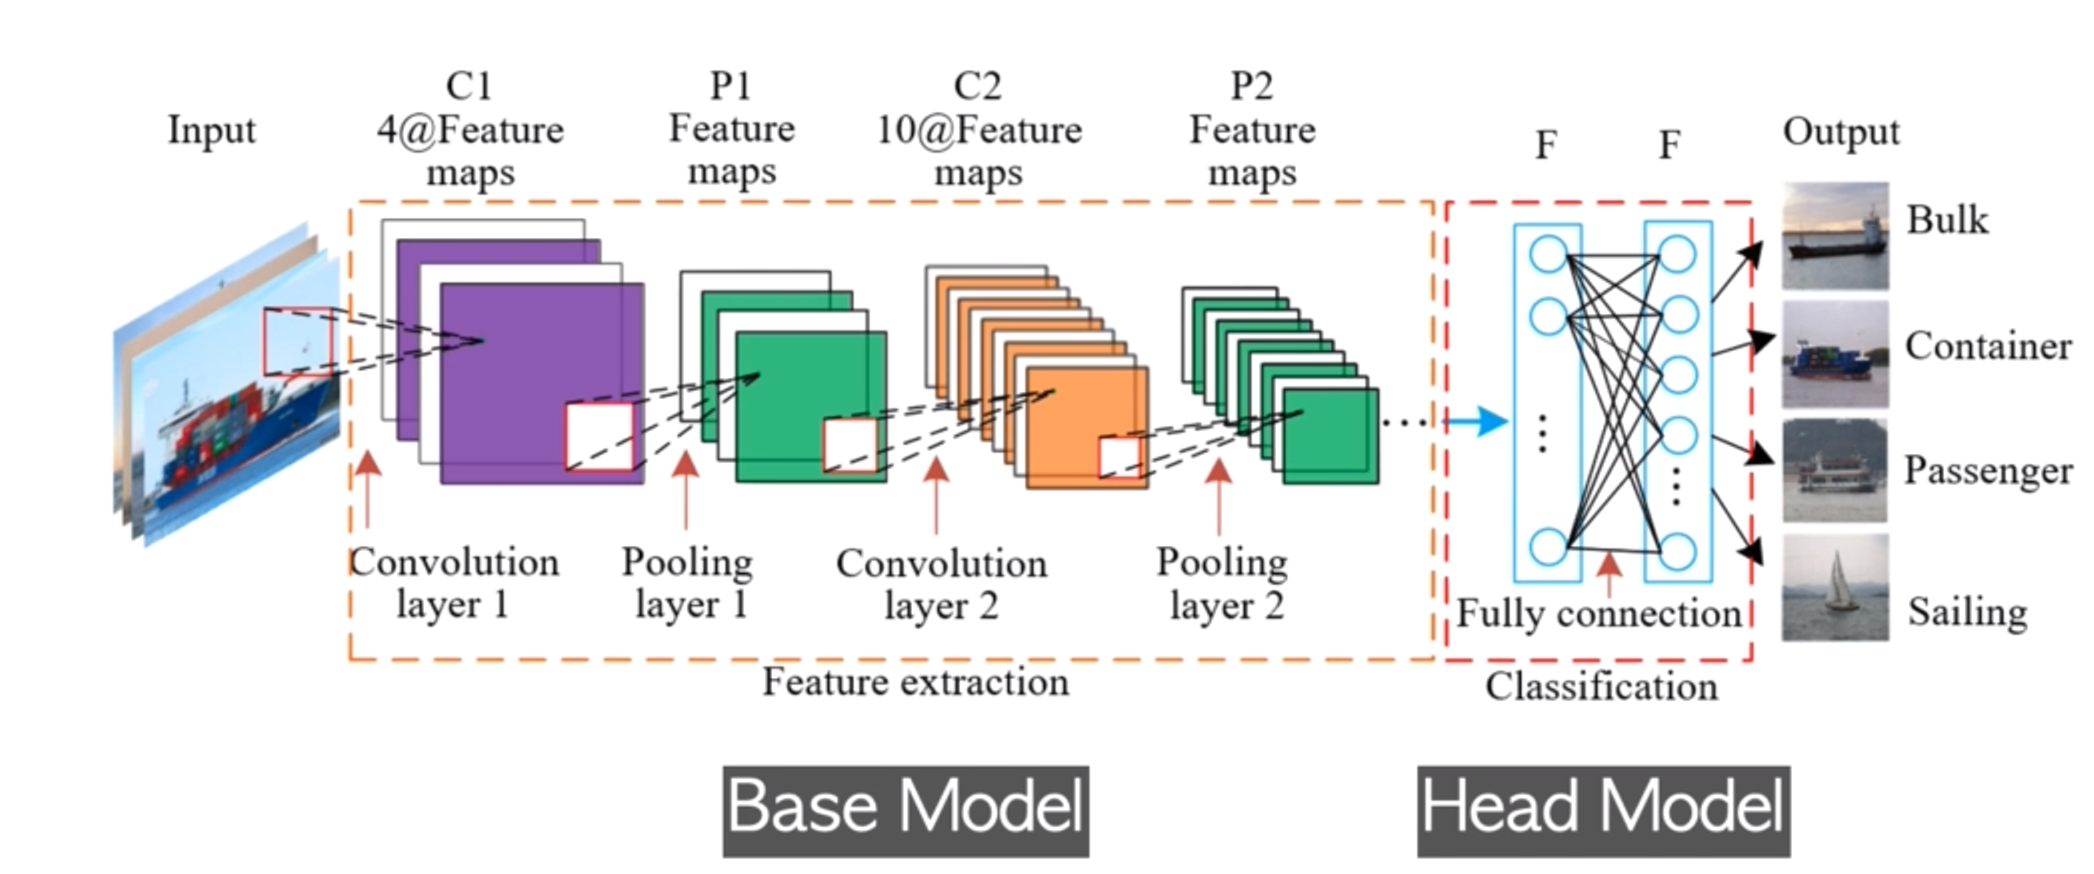 Input
C1
4@Feature
maps
P1
Feature
maps
C2
10@Feature
maps
P2
Feature
maps
F
F
Output
Bulk
Container
Passenger
Sailing
Convolution
layer 1
Pooling
layer 1
Convolution
layer 2
Pooling
layer 2
Fully connection
Feature extraction
Classification
Base Model
Head Model